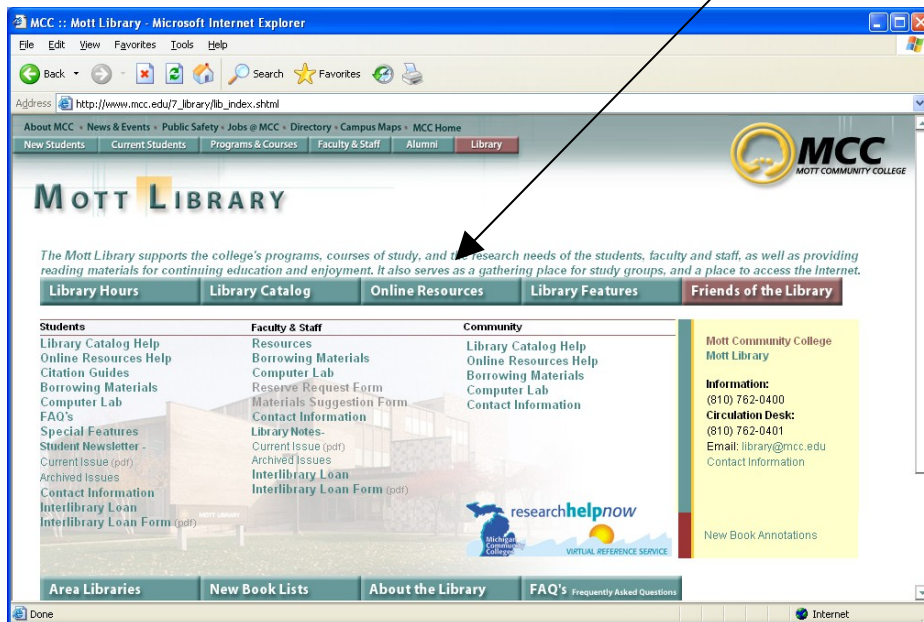 MCC :: Mott Library - Microsoft Internet Explorer
File Edit View Favorites Tools Help
Back Search Favorites
Address http://www.mcc.edu/7_library/lib_index.shtml
About MCC • News & Events • Public Safety • Jobs @ MCC • Directory • Campus Maps • MCC Home
New Students Current Students Programs & Courses Faculty & Staff Alumni Library
MCC
MOTT COMMUNITY COLLEGE
MOTT LIBRARY
The Mott Library supports the college's programs, courses of study, and the research needs of the students, faculty and staff, as well as providing
reading materials for continuing education and enjoyment. It also serves as a gathering place for study groups, and a place to access the Internet.
Library Hours Library Catalog Online Resources Library Features Friends of the Library
Students
Library Catalog Help
Online Resources Help
Citation Guides
Borrowing Materials
Computer Lab
FAQ's
Special Features
Student Newsletter -
Current Issue (pdf)
Archived Issues
Contact Information
Interlibrary Loan
Interlibrary Loan Form (pdf)
Faculty & Staff
Resources
Borrowing Materials
Computer Lab
Reserve Request Form
Materials Suggestion Form
Contact Information
Library Notes-
Current Issue (pdf)
Archived Issues
Interlibrary Loan
Interlibrary Loan Form (pdf)
Community
Library Catalog Help
Online Resources Help
Borrowing Materials
Computer Lab
Contact Information
Mott Community College
Mott Library
Information:
(810) 762-0400
Circulation Desk:
(810) 762-0401
Email: library@mcc.edu
Contact Information
New Book Annotations
MOTT LIBRARY
Michigan
Community
Colleges
researchhelpnow
VIRTUAL REFERENCE SERVICE
Area Libraries New Book Lists About the Library FAQ's Frequently Asked Questions
Done Internet